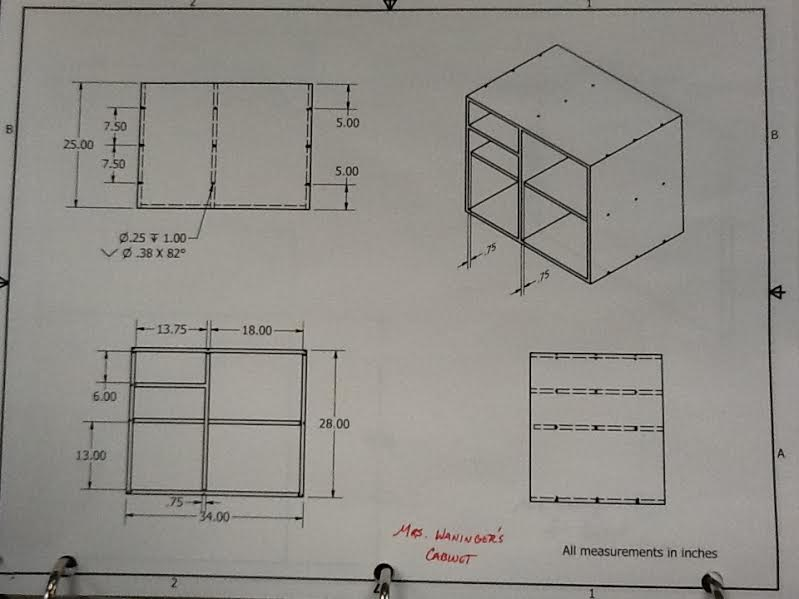 2
1
B
B
7.50
25.00
7.50
5.00
5.00
Ø.25 ↧ 1.00
⌵ Ø .38 X 82°
.75
.75
13.75
18.00
6.00
28.00
13.00
.75
34.00
A
MRS. WANINGER'S
CABINET
All measurements in inches
2
1